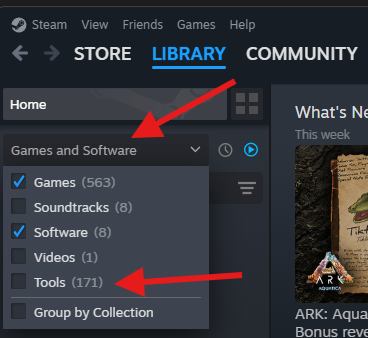 Steam View Friends Games Help
STORE LIBRARY COMMUNITY
Home
Games and Software
Games (563)
Soundtracks (8)
Software (8)
Videos (1)
Tools (171)
Group by Collection
What's Ne
This week
ARK
AQUATICA
ARK: Aqua
Bonus reve